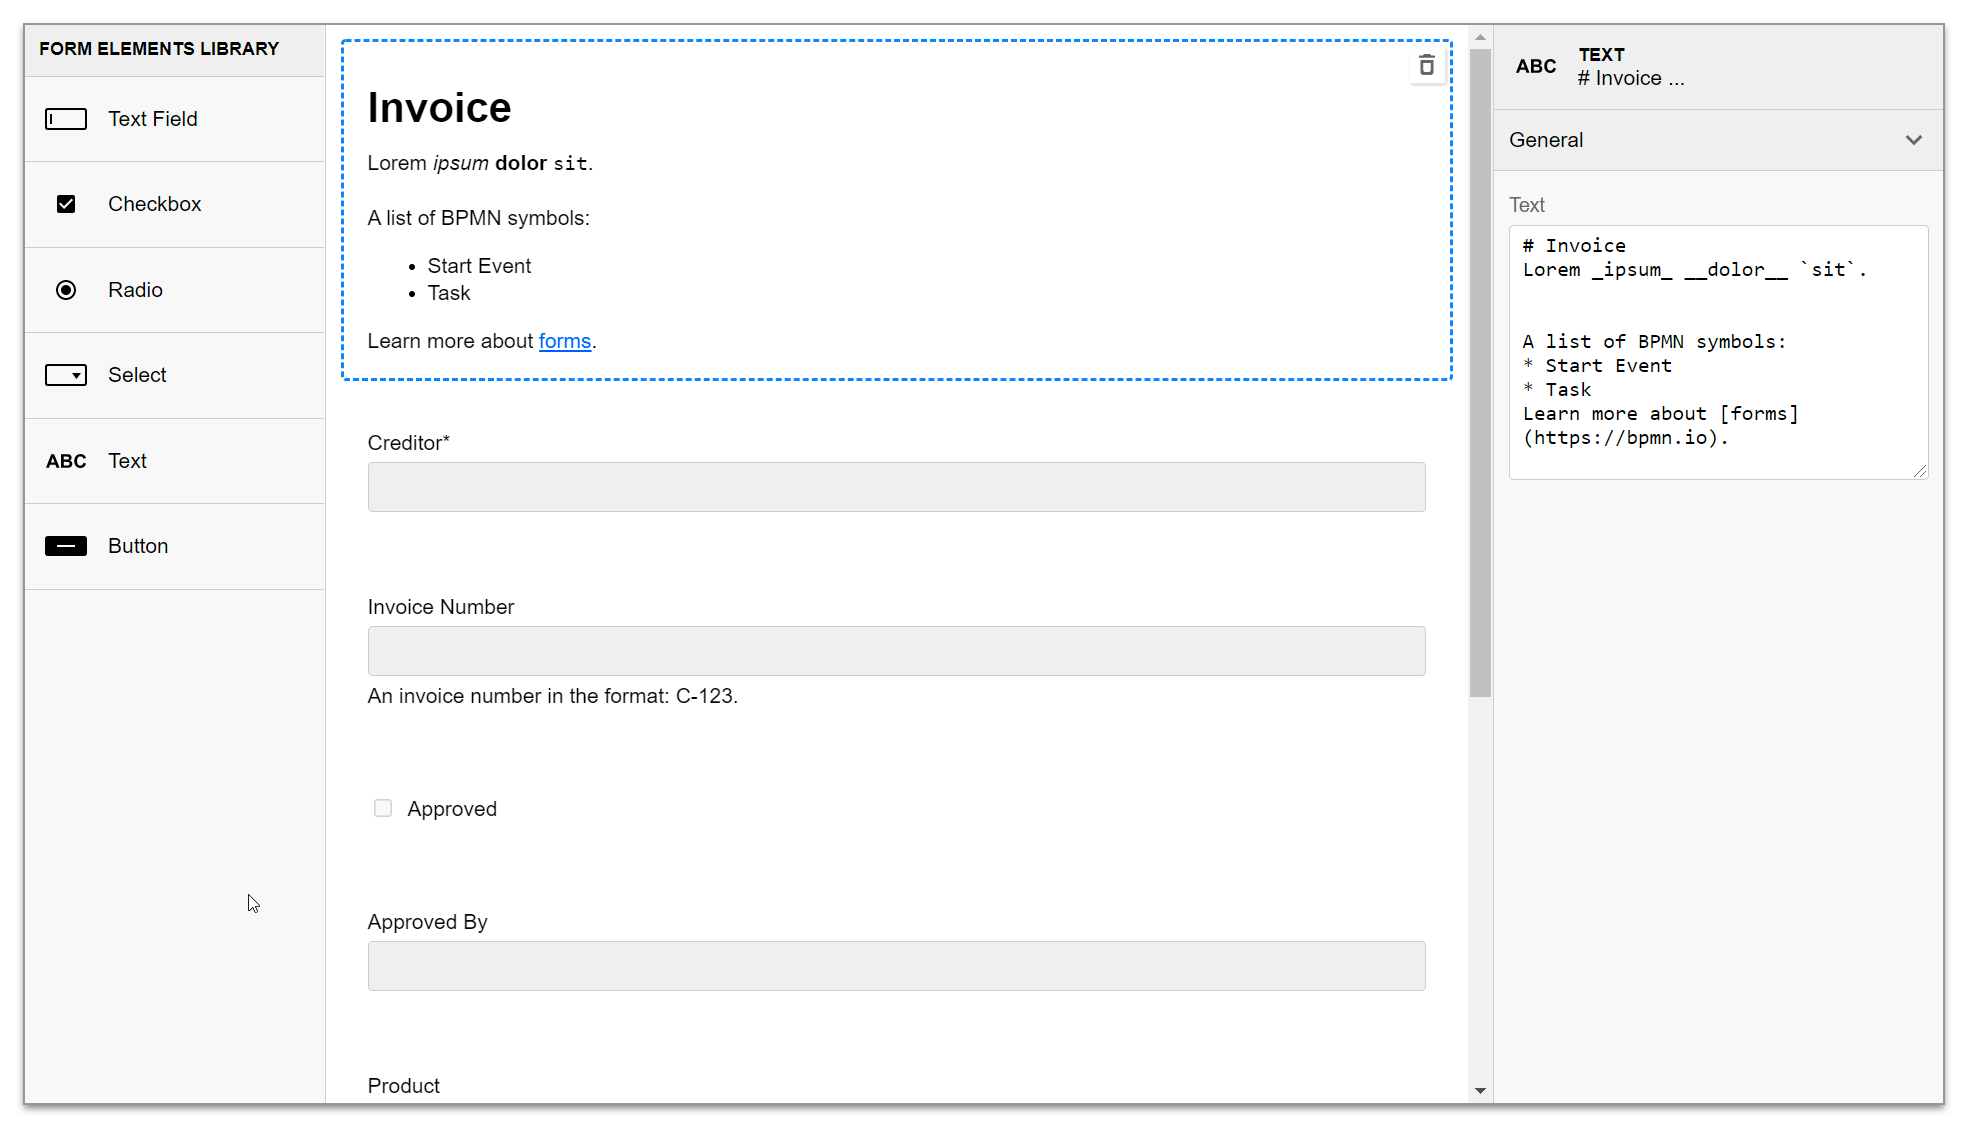 FORM ELEMENTS LIBRARY
Text Field
Checkbox
Radio
Select
ABC Text
Button
Invoice
Lorem ipsum dolor sit.
A list of BPMN symbols:
• Start Event
• Task
Learn more about forms.
Creditor*
Invoice Number
An invoice number in the format: C-123.
Approved
Approved By
Product
ABC
TEXT
# Invoice ...
General
Text
# Invoice
Lorem _ipsum_ __dolor__ `sit`.
A list of BPMN symbols:
* Start Event
* Task
Learn more about [forms]
(https://bpmn.io).